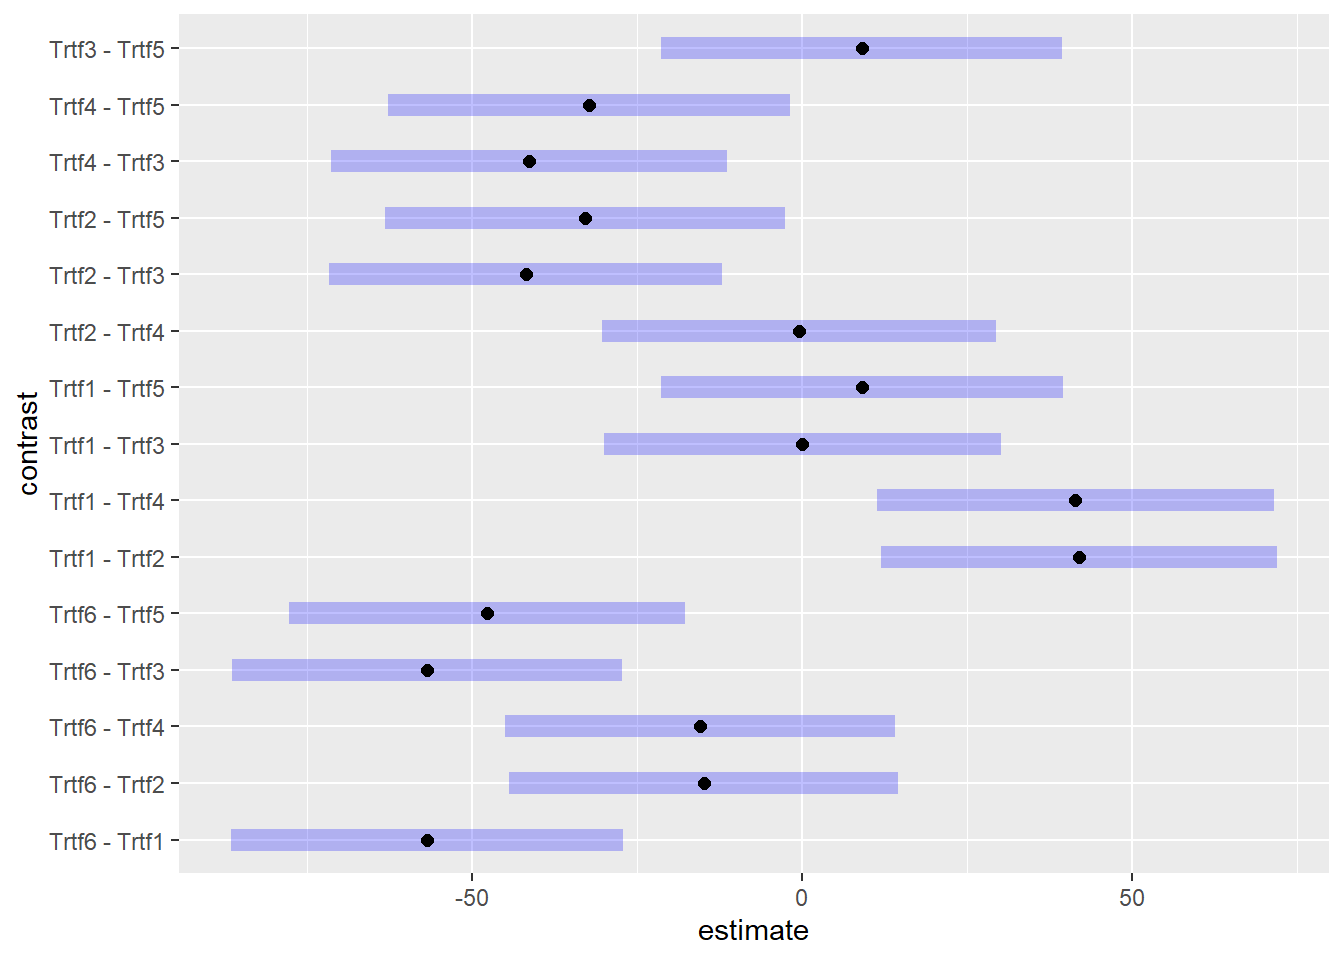 Trtf3 - Trtf5
Trtf4 - Trtf5
Trtf4 - Trtf3
Trtf2 - Trtf5
Trtf2 - Trtf3
Trtf2 - Trtf4
Trtf1 - Trtf5
Trtf1 - Trtf3
Trtf1 - Trtf4
Trtf1 - Trtf2
Trtf6 - Trtf5
Trtf6 - Trtf3
Trtf6 - Trtf4
Trtf6 - Trtf2
Trtf6 - Trtf1
contrast
-50 0 50
estimate